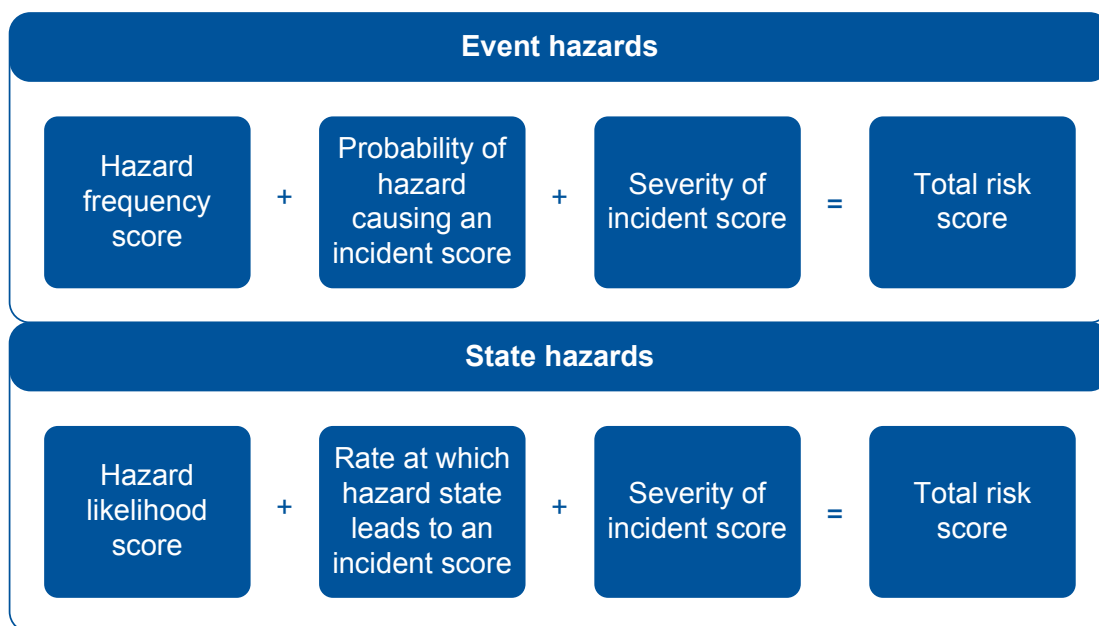 Event hazards
Hazard
frequency
score
+
Probability of
hazard
causing an
incident score
+
Severity of
incident score
=
Total risk
score
State hazards
Hazard
likelihood
score
+
Rate at which
hazard state
leads to an
incident score
+
Severity of
incident score
=
Total risk
score